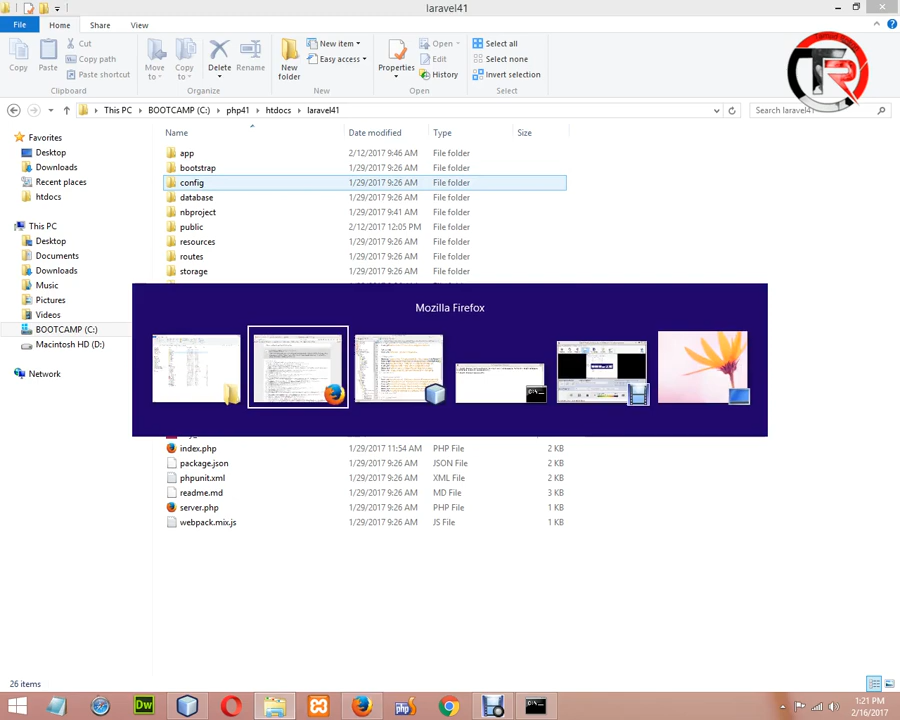 laravel41
File
Home
Share
View
Copy
Paste
Cut
Copy path
Paste shortcut
Clipboard
Move to
Copy to
Delete
Rename
Organize
New folder
New item
Easy access
New
Properties
Open
Edit
History
Open
Select all
Select none
Invert selection
Select
TR
This PC
BOOTCAMP (C:)
php41
htdocs
laravel41
Search laravel41
Favorites
Desktop
Downloads
Recent places
htdocs
This PC
Desktop
Documents
Downloads
Music
Pictures
Videos
BOOTCAMP (C:)
Macintosh HD (D:)
Network
Name Date modified Type Size
app 2/12/2017 9:46 AM File folder
bootstrap 1/29/2017 9:26 AM File folder
config 1/29/2017 9:26 AM File folder
database 1/29/2017 9:26 AM File folder
nbproject 1/29/2017 9:41 AM File folder
public 2/12/2017 12:05 PM File folder
resources 1/29/2017 9:26 AM File folder
routes 1/29/2017 9:26 AM File folder
storage 1/29/2017 9:26 AM File folder
Mozilla Firefox
index.php 1/29/2017 11:54 AM PHP File 2 KB
package.json 1/29/2017 9:26 AM JSON File 2 KB
phpunit.xml 1/29/2017 9:26 AM XML File 2 KB
readme.md 1/29/2017 9:26 AM MD File 3 KB
server.php 1/29/2017 9:26 AM PHP File 1 KB
webpack.mix.js 1/29/2017 9:26 AM JS File 1 KB
26 items
Dw
php
1:21 PM
2/16/2017